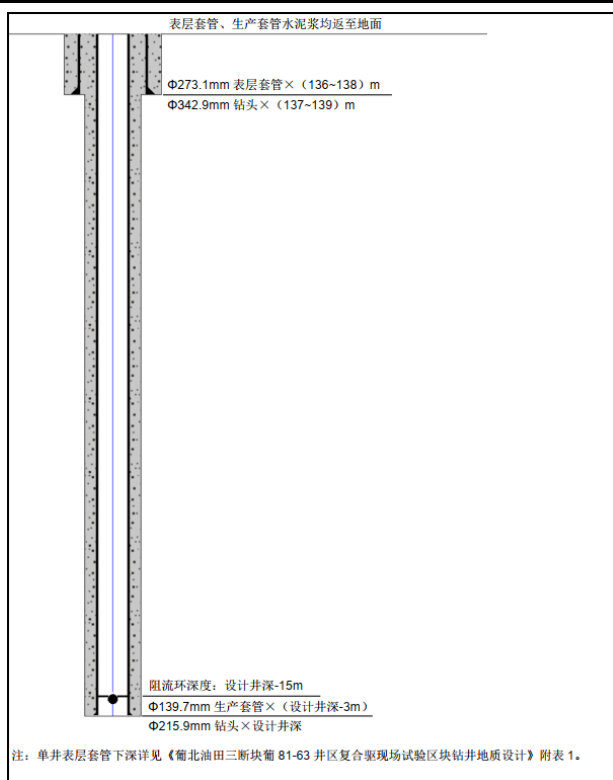 表层套管、生产套管水泥浆均返至地面
Φ273.1mm 表层套管×（136~138）m
Φ342.9mm 钻头×（137~139）m
阻流环深度：设计井深-15m
Φ139.7mm 生产套管×（设计井深-3m）
Φ215.9mm 钻头×设计井深
注：单井表层套管下深详见《葡北油田三断块葡 81-63 井区复合驱现场试验区块钻井地质设计》附表 1。